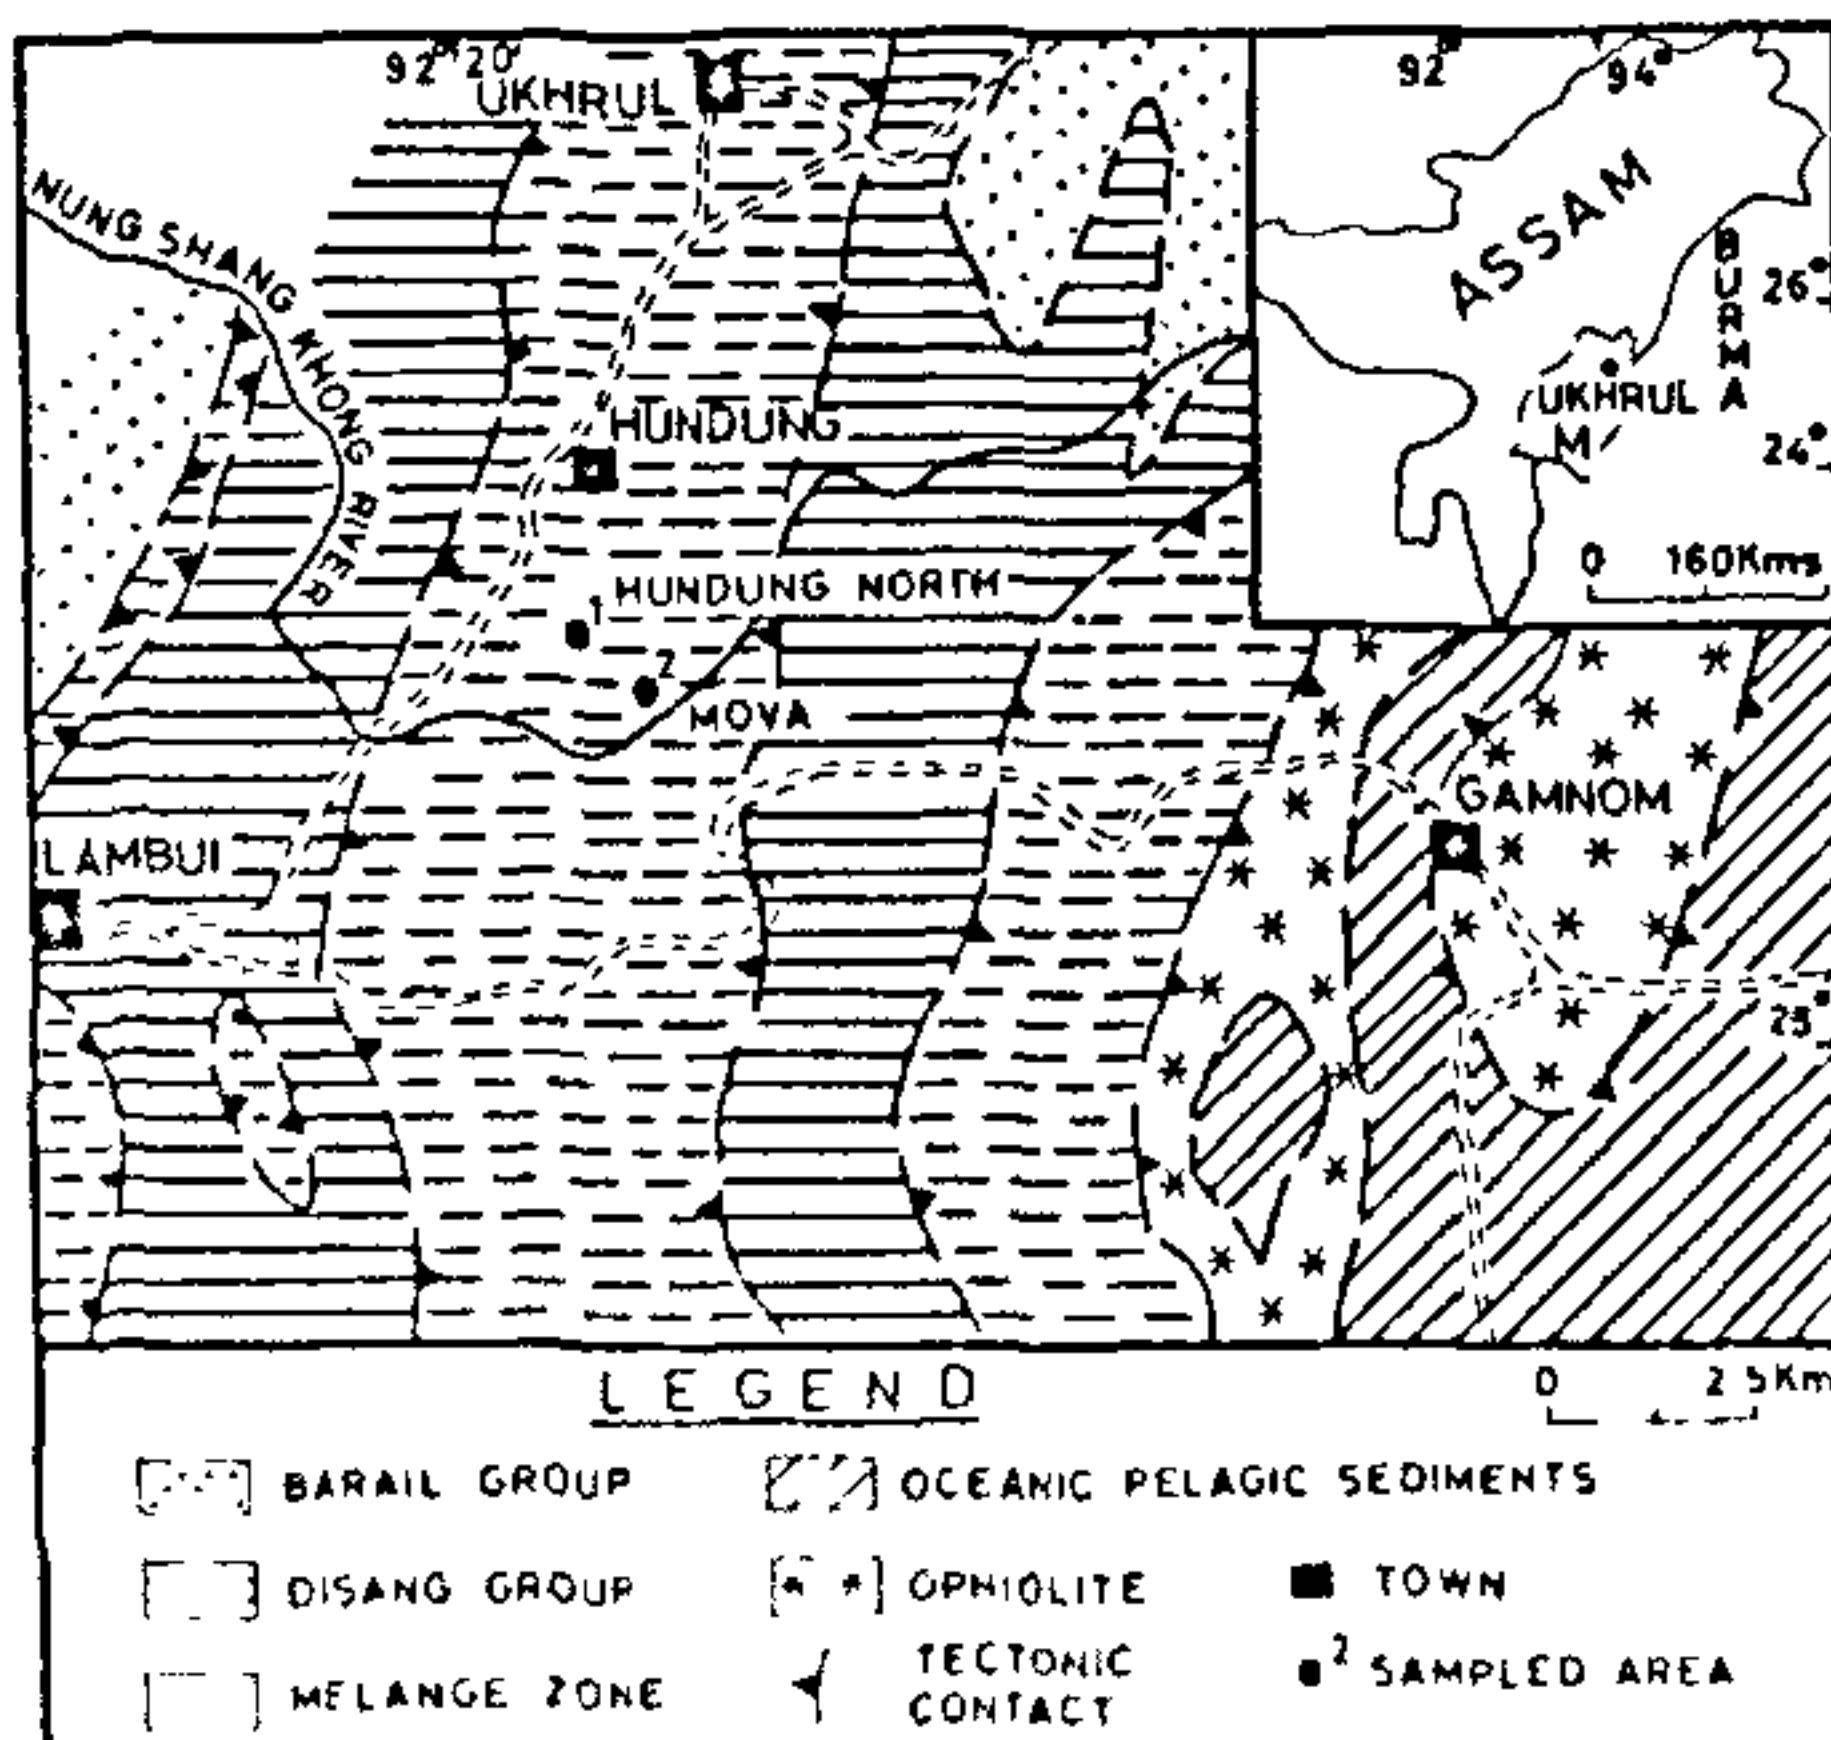 92° 20'
UKHRUL
NUNG SHANG KHONG RIVER
HUNDUNG
1 HUNDUNG NORTH
2
MOVA
LAMBUI
GAMNOM
25°
92°
94°
ASSAM
BURMA
26°
UKHRUL
M
24°
0 160Kms
LEGEND
0 2 5Km
BARAIL GROUP
OCEANIC PELAGIC SEDIMENTS
DISANG GROUP
OPHIOLITE
TOWN
MELANGE ZONE
TECTONIC
CONTACT
2 SAMPLED AREA